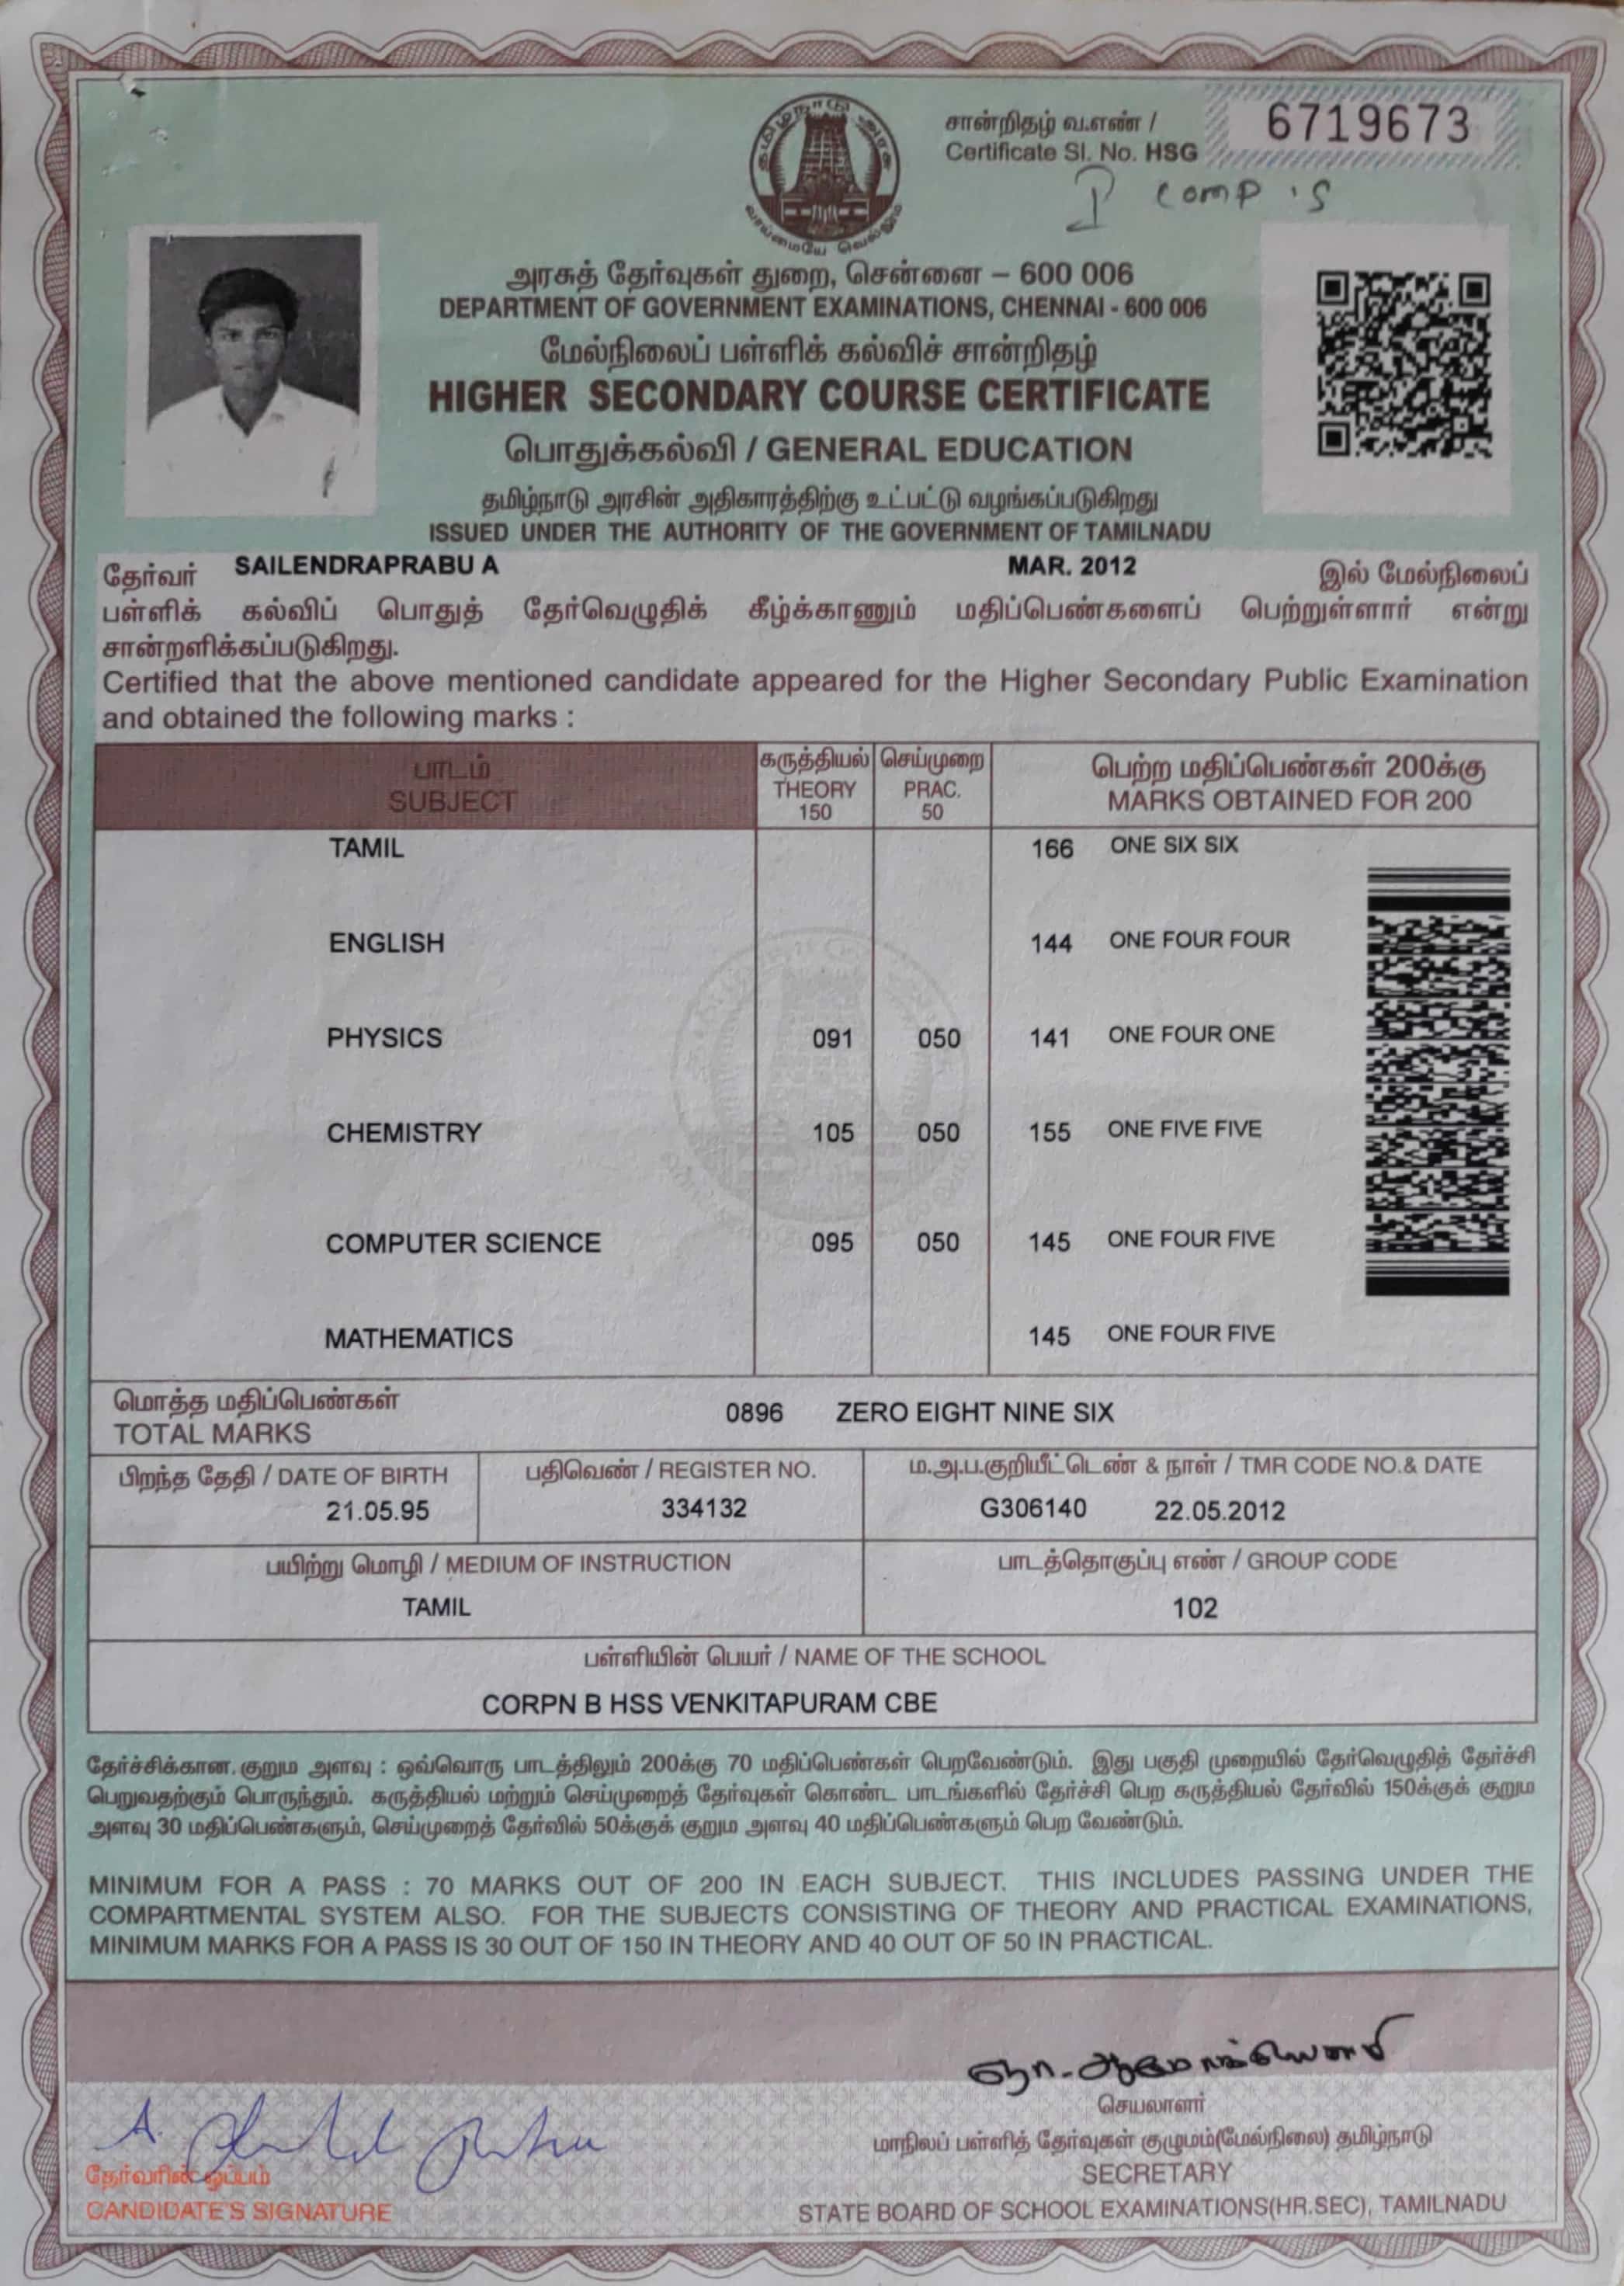 தமிழ்நாடு அரசு
வாய்மையே வெல்லும்
சான்றிதழ் வ.எண் /
Certificate Sl. No. HSG 6719673
I comp is
அரசுத் தேர்வுகள் துறை, சென்னை – 600 006
DEPARTMENT OF GOVERNMENT EXAMINATIONS, CHENNAI - 600 006
மேல்நிலைப் பள்ளிக் கல்விச் சான்றிதழ்
HIGHER SECONDARY COURSE CERTIFICATE
பொதுக்கல்வி / GENERAL EDUCATION
தமிழ்நாடு அரசின் அதிகாரத்திற்கு உட்பட்டு வழங்கப்படுகிறது
ISSUED UNDER THE AUTHORITY OF THE GOVERNMENT OF TAMILNADU
தேர்வர் SAILENDRAPRABU A MAR. 2012 இல் மேல்நிலைப்
பள்ளிக் கல்விப் பொதுத் தேர்வெழுதிக் கீழ்க்காணும் மதிப்பெண்களைப் பெற்றுள்ளார் என்று
சான்றளிக்கப்படுகிறது.
Certified that the above mentioned candidate appeared for the Higher Secondary Public Examination
and obtained the following marks :
பாடம் கருத்தியல் செய்முறை பெற்ற மதிப்பெண்கள் 200க்கு
SUBJECT THEORY PRAC. MARKS OBTAINED FOR 200
150 50
TAMIL 166 ONE SIX SIX
ENGLISH 144 ONE FOUR FOUR
PHYSICS 091 050 141 ONE FOUR ONE
CHEMISTRY 105 050 155 ONE FIVE FIVE
COMPUTER SCIENCE 095 050 145 ONE FOUR FIVE
MATHEMATICS 145 ONE FOUR FIVE
மொத்த மதிப்பெண்கள்
TOTAL MARKS 0896 ZERO EIGHT NINE SIX
பிறந்த தேதி / DATE OF BIRTH பதிவெண் / REGISTER NO. ம.அ.ப.குறியீட்டெண் & நாள் / TMR CODE NO.& DATE
21.05.95 334132 G306140 22.05.2012
பயிற்று மொழி / MEDIUM OF INSTRUCTION பாடத்தொகுப்பு எண் / GROUP CODE
TAMIL 102
பள்ளியின் பெயர் / NAME OF THE SCHOOL
CORPN B HSS VENKITAPURAM CBE
தேர்ச்சிக்கான குறும அளவு : ஒவ்வொரு பாடத்திலும் 200க்கு 70 மதிப்பெண்கள் பெறவேண்டும். இது பகுதி முறையில் தேர்வெழுதித் தேர்ச்சி
பெறுவதற்கும் பொருந்தும். கருத்தியல் மற்றும் செய்முறைத் தேர்வுகள் கொண்ட பாடங்களில் தேர்ச்சி பெற கருத்தியல் தேர்வில் 150க்குக் குறும
அளவு 30 மதிப்பெண்களும், செய்முறைத் தேர்வில் 50க்குக் குறும அளவு 40 மதிப்பெண்களும் பெற வேண்டும்.
MINIMUM FOR A PASS : 70 MARKS OUT OF 200 IN EACH SUBJECT. THIS INCLUDES PASSING UNDER THE
COMPARTMENTAL SYSTEM ALSO. FOR THE SUBJECTS CONSISTING OF THEORY AND PRACTICAL EXAMINATIONS,
MINIMUM MARKS FOR A PASS IS 30 OUT OF 150 IN THEORY AND 40 OUT OF 50 IN PRACTICAL.
செயலாளர்
மாநிலப் பள்ளித் தேர்வுகள் குழுமம்(மேல்நிலை) தமிழ்நாடு
தேர்வரின் ஒப்பம் SECRETARY
CANDIDATE'S SIGNATURE STATE BOARD OF SCHOOL EXAMINATIONS(HR.SEC), TAMILNADU